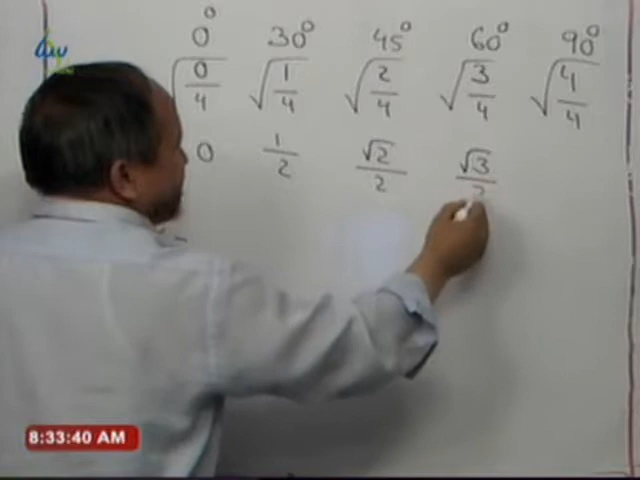 0° 30° 45° 60° 90°
√(0/4) √(1/4) √(2/4) √(3/4) √(4/4)
0 1/2 √2/2 √3/2
8:33:40 AM